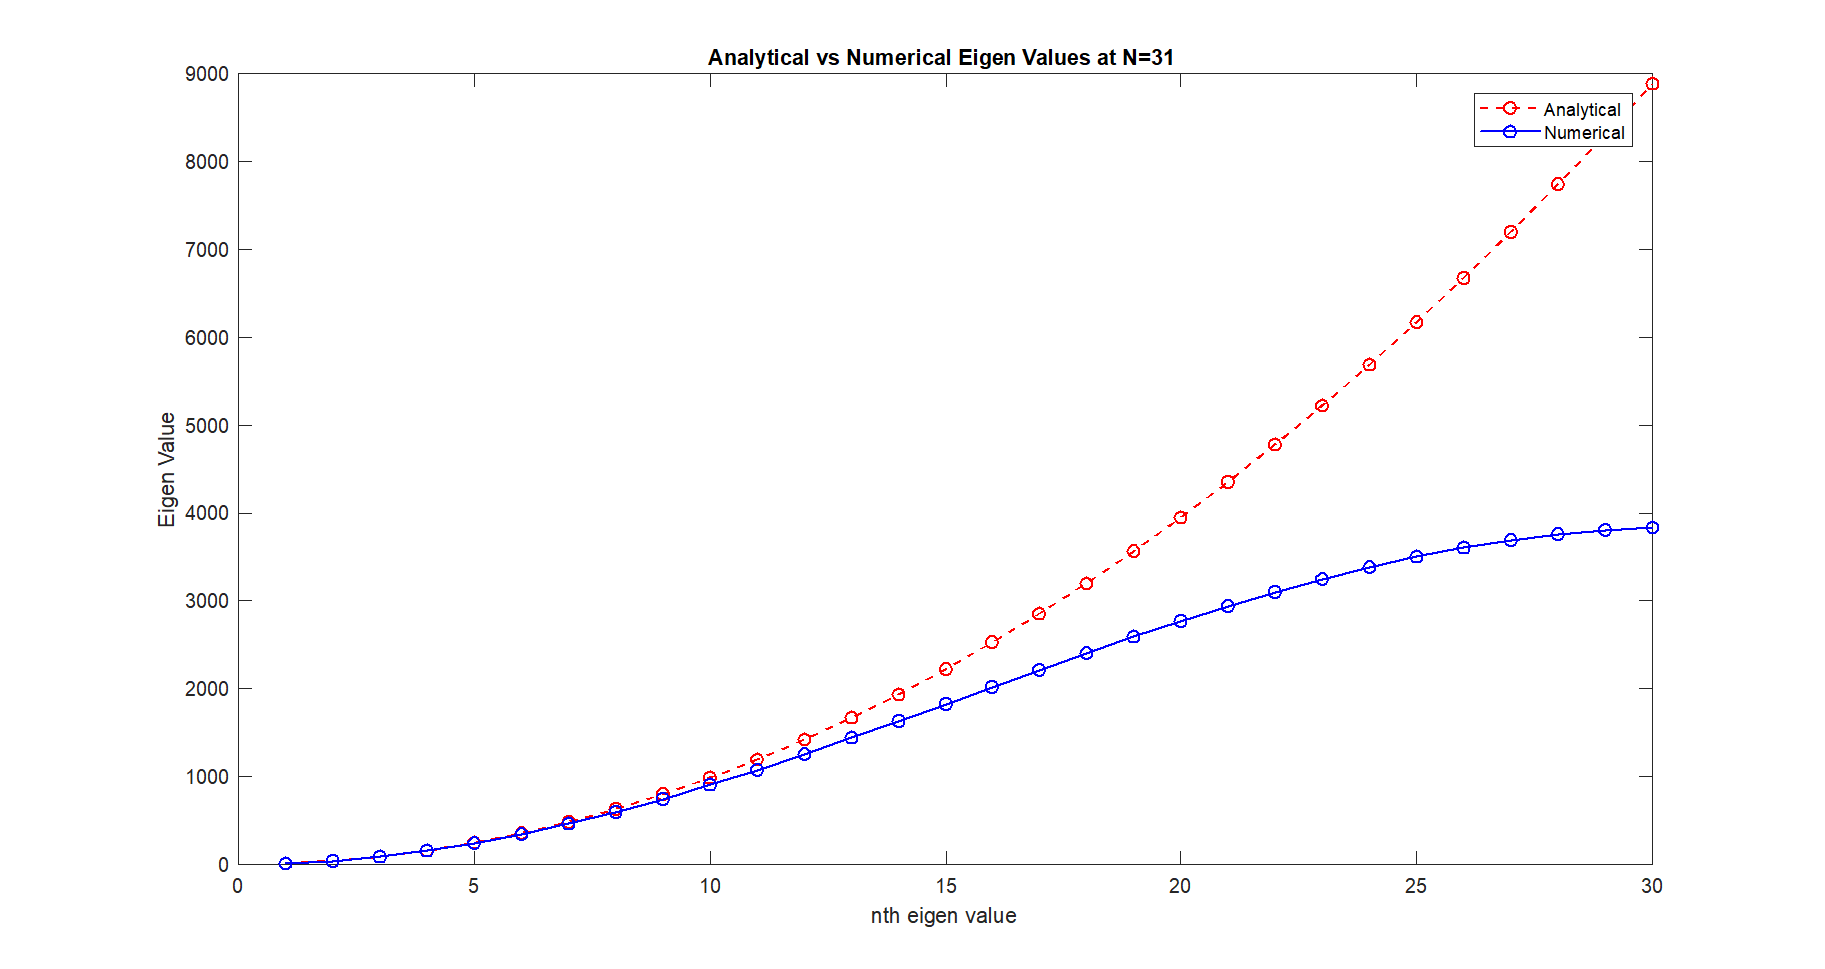 Analytical vs Numerical Eigen Values at N=31
9000
8000
7000
6000
5000
4000
3000
2000
1000
0
Eigen Value
Analytical
Numerical
0 5 10 15 20 25 30
nth eigen value